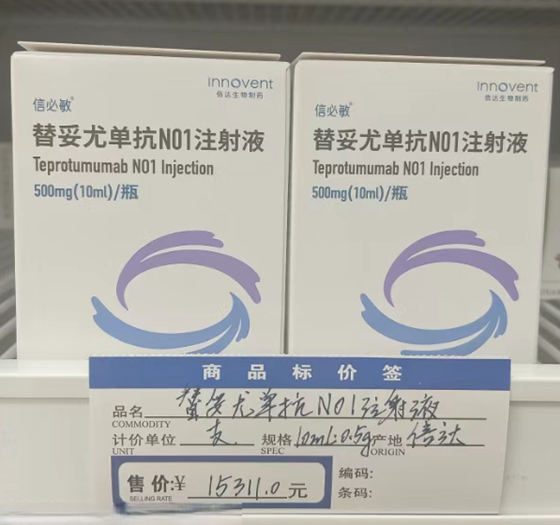 innovent
信达生物制药
信必敏®
替妥尤单抗N01注射液
Teprotumumab N01 Injection
500mg(10ml)/瓶
innovent
信达生物制药
信必敏®
替妥尤单抗N01注射液
Teprotumumab N01 Injection
500mg(10ml)/瓶
商品标价签
品名 替妥尤单抗N01注射液
COMMODITY
计价单位 支 规格 10ml:0.5g 产地 信达
UNIT SPEC ORIGIN
售价:¥ 15311.0 元
SELLING RATE
编码:
条码: